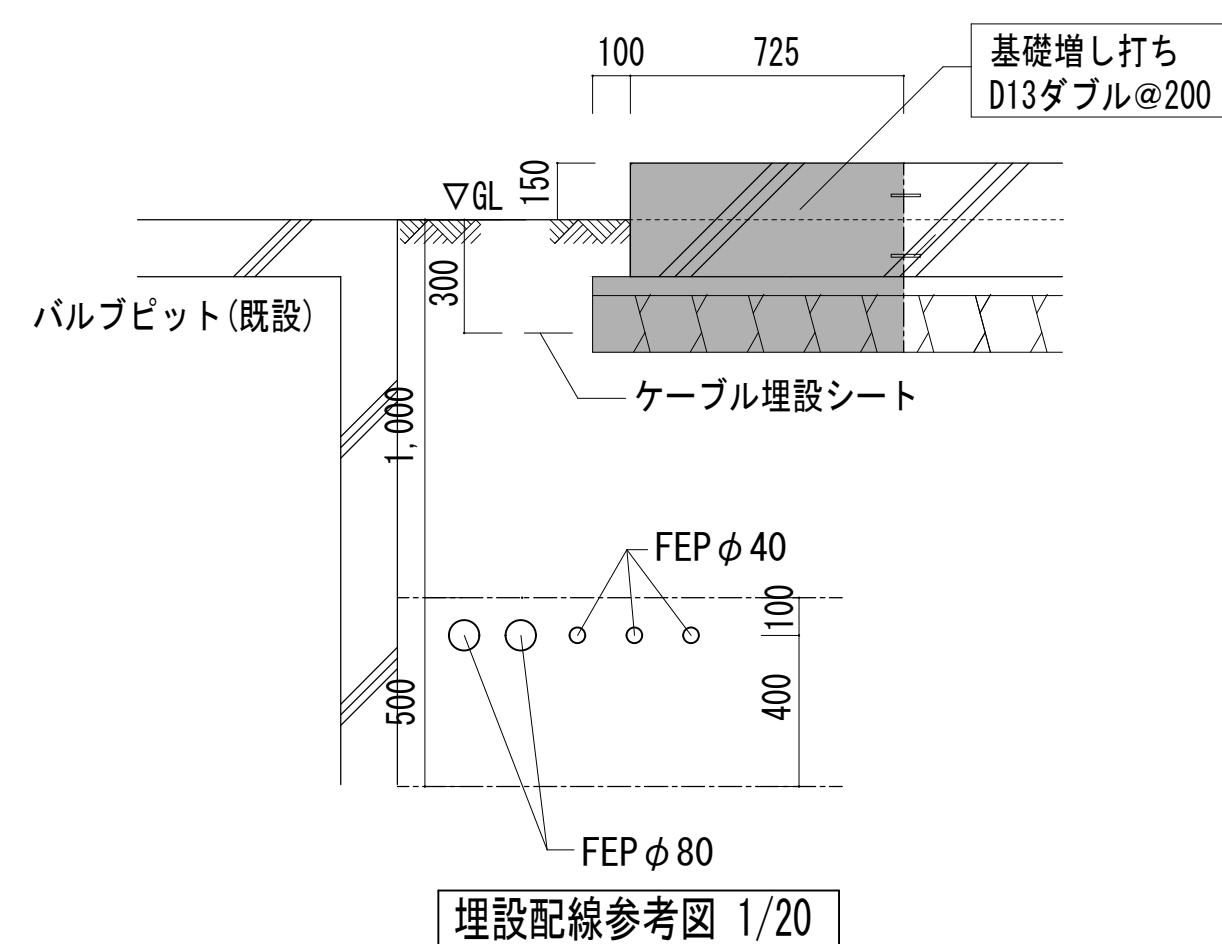 100
725
基礎増し打ち
D13ダブル@200
150
▽GL
300
バルブピット(既設)
ケーブル埋設シート
1,000
FEPφ40
100
500
400
FEPφ80
埋設配線参考図 1/20